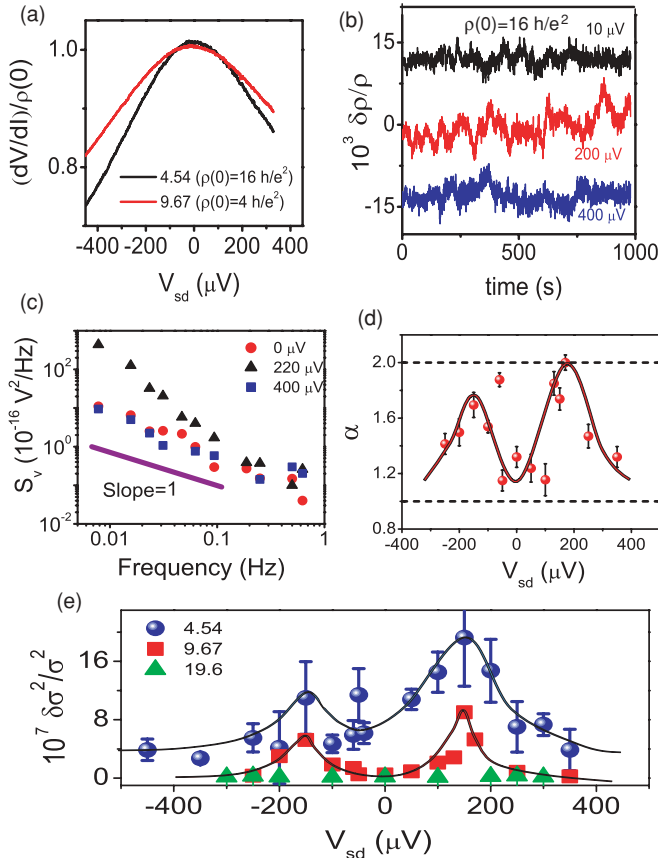 (a)
(dV/dI)/ρ(0)
1.0
0.8
4.54 (ρ(0)=16 h/e²)
9.67 (ρ(0)=4 h/e²)
-400 -200 0 200 400
V_sd (μV)
(b)
ρ(0)=16 h/e²
10 μV
200 μV
400 μV
10³ δρ/ρ
15
0
-15
0 500 1000
time (s)
(c)
S_v (10⁻¹⁶ V²/Hz)
10²
10⁰
10⁻²
0 μV
220 μV
400 μV
Slope=1
0.01 0.1 1
Frequency (Hz)
(d)
α
2.0
1.6
1.2
0.8
-400 -200 0 200 400
V_sd (μV)
(e)
10⁷ δσ²/σ²
16
8
0
4.54
9.67
19.6
-400 -200 0 200 400
V_sd (μV)